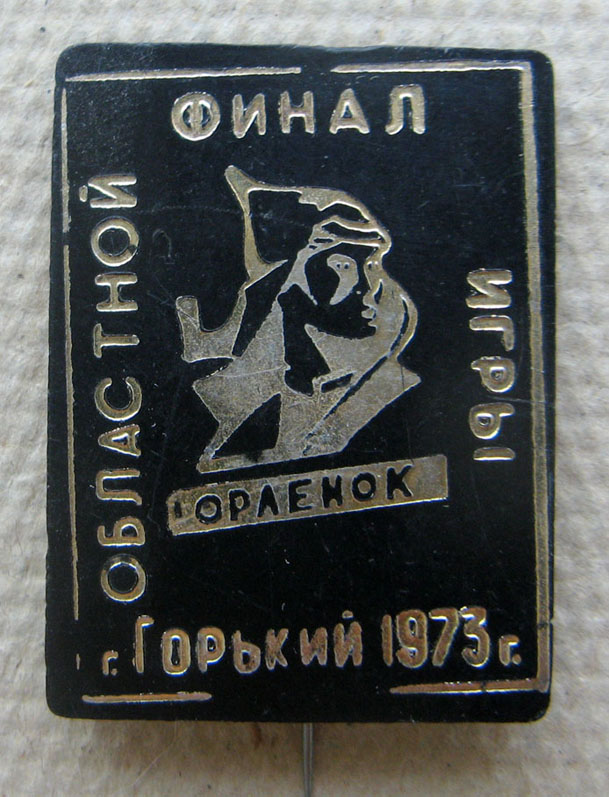 ОБЛАСТНОЙ
ФИНАЛ
ИГРЫ
ОРЛЕНОК
г. ГОРЬКИЙ 1973 г.